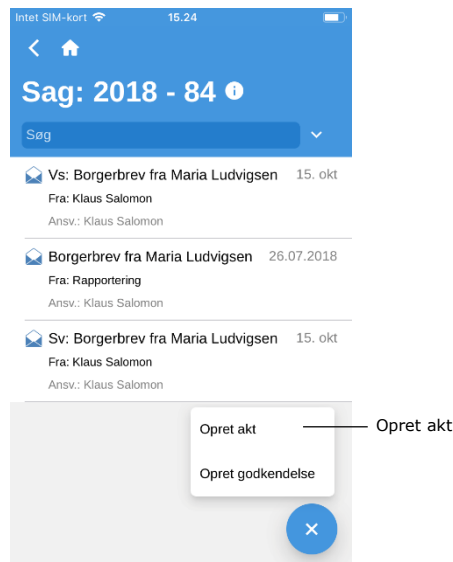 Intet SIM-kort 15.24
Sag: 2018 - 84
Søg
Vs: Borgerbrev fra Maria Ludvigsen 15. okt
Fra: Klaus Salomon
Ansv.: Klaus Salomon
Borgerbrev fra Maria Ludvigsen 26.07.2018
Fra: Rapportering
Ansv.: Klaus Salomon
Sv: Borgerbrev fra Maria Ludvigsen 15. okt
Fra: Klaus Salomon
Ansv.: Klaus Salomon
Opret akt Opret akt
Opret godkendelse